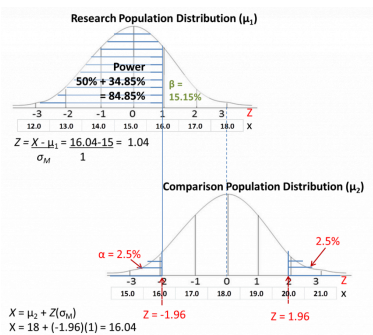 Research Population Distribution (μ₁)
Power
50% + 34.85%
= 84.85%
β =
15.15%
-3 -2 -1 0 1 2 3 Z
12.0 13.0 14.0 15.0 16.0 17.0 18.0 X
Z = X - μ₁ = 16.04-15 = 1.04
σM 1
Comparison Population Distribution (μ₂)
α = 2.5%
2.5%
-3 -2 -1 0 1 2 3 Z
15.0 16.0 17.0 18.0 19.0 20.0 21.0 X
X = μ₂ + Z(σM)
Z = -1.96
Z = 1.96
X = 18 + (-1.96)(1) = 16.04